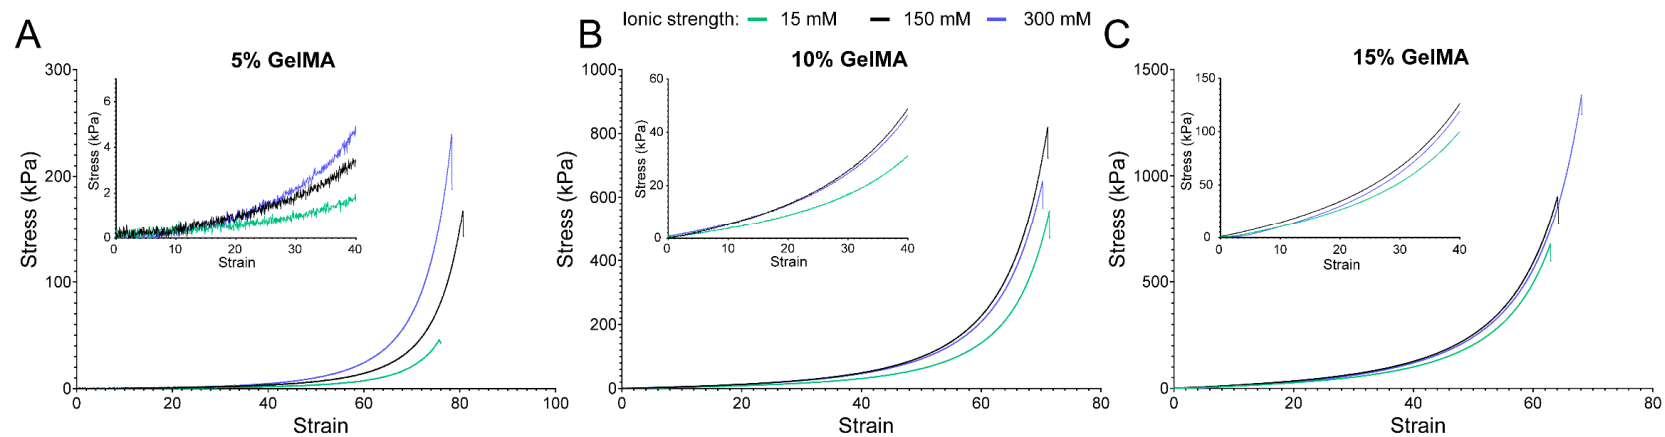 Ionic strength: 15 mM 150 mM 300 mM
A
5% GelMA
Stress (kPa)
300
200
100
0
0 20 40 60 80 100
Strain
Stress (kPa)
6
4
2
0
0 10 20 30 40
Strain
B
10% GelMA
Stress (kPa)
1000
800
600
400
200
0
0 20 40 60 80
Strain
Stress (kPa)
60
40
20
0
0 10 20 30 40
Strain
C
15% GelMA
Stress (kPa)
1500
1000
500
0
0 20 40 60 80
Strain
Stress (kPa)
150
100
50
0
0 10 20 30 40
Strain